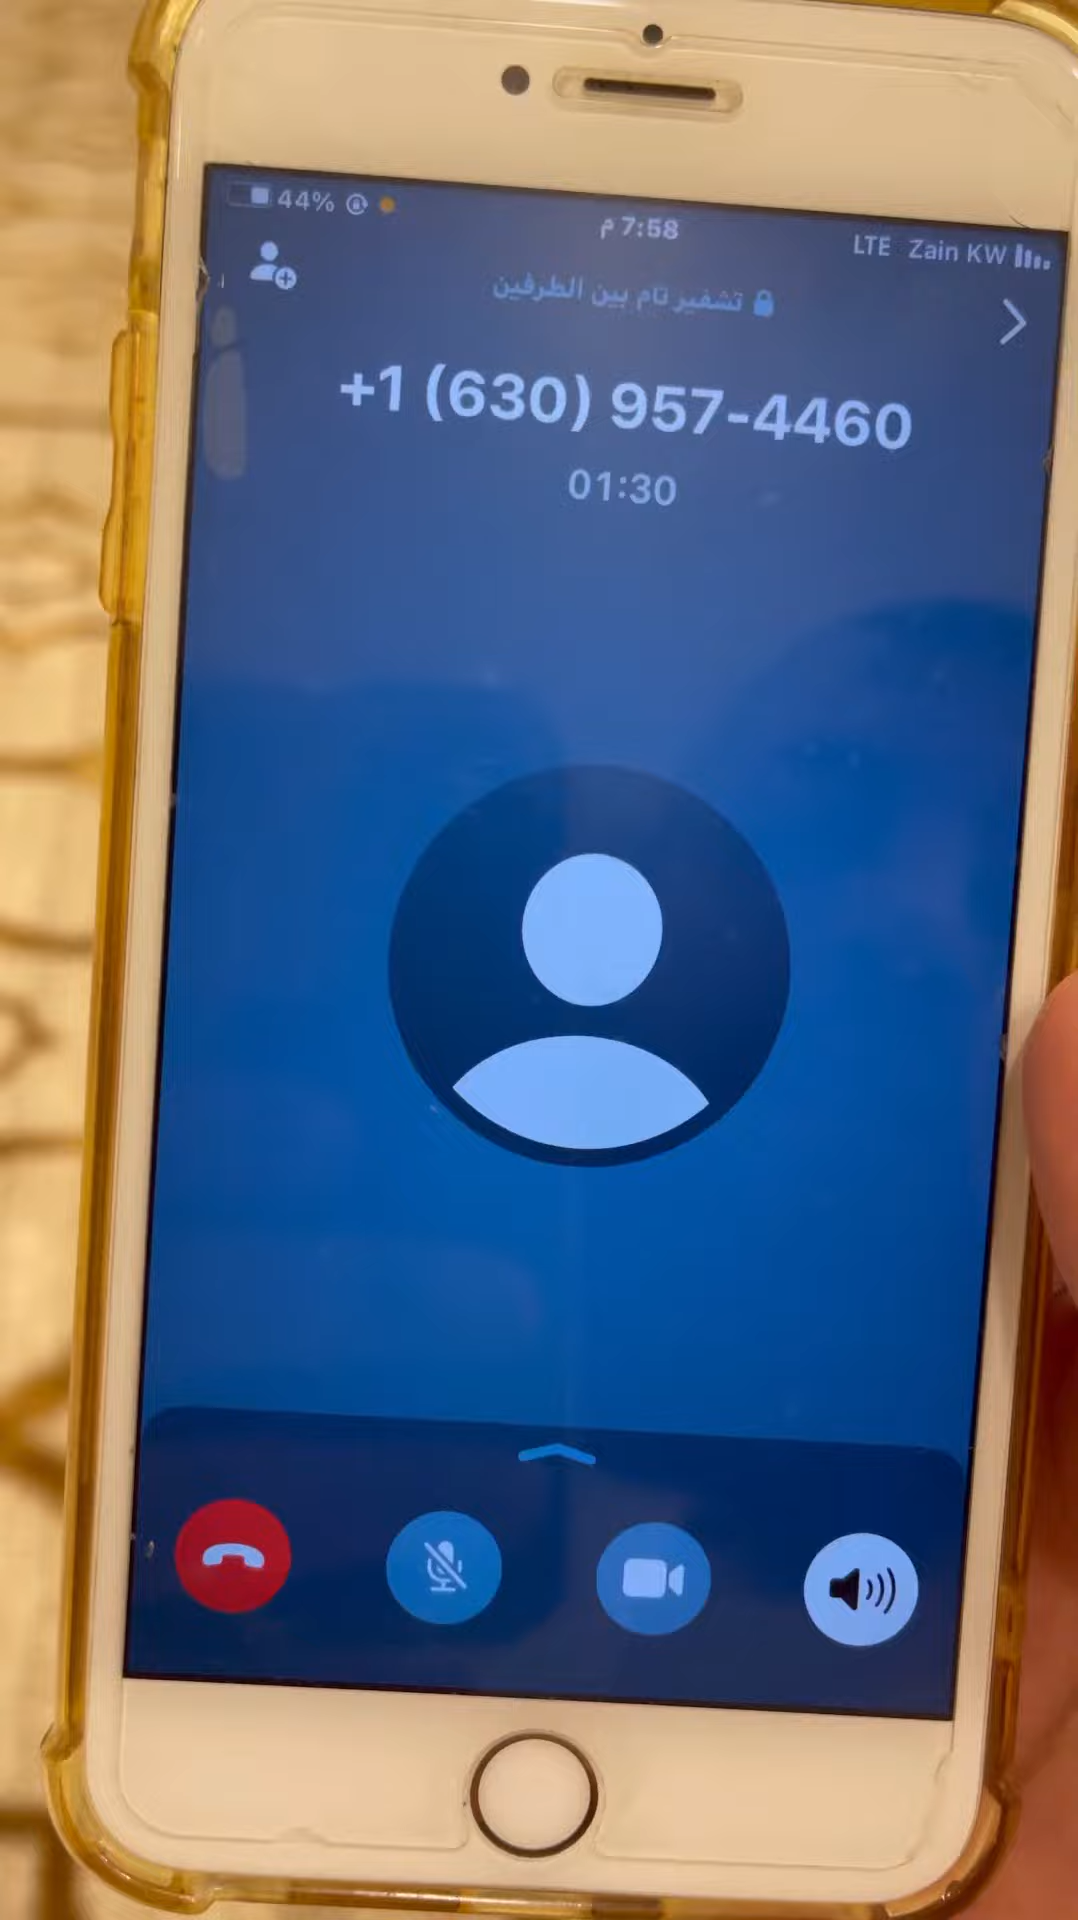 44%
7:58 م
LTE Zain KW
تشفير تام بين الطرفين
+1 (630) 957-4460
01:30